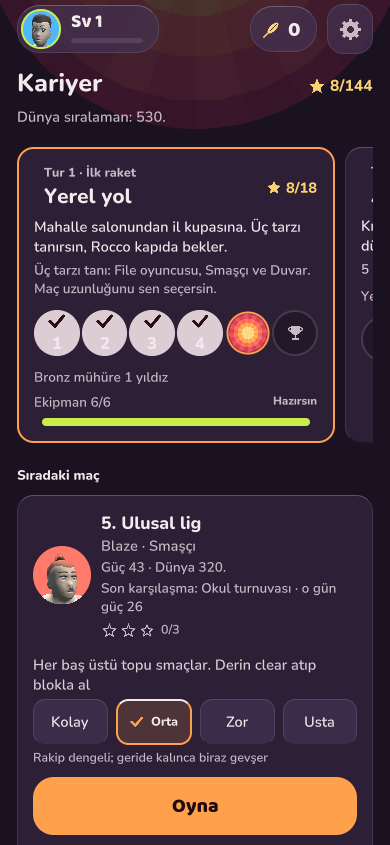 Sv 1
0
Kariyer
8/144
Dünya sıralaman: 530.
Tur 1 · İlk raket
Yerel yol
8/18
Mahalle salonundan il kupasına. Üç tarzı
tanırsın, Rocco kapıda bekler.
Üç tarzı tanı: File oyuncusu, Smaşçı ve Duvar.
Maç uzunluğunu sen seçersin.
1 2 3 4
Bronz mühüre 1 yıldız
Ekipman 6/6
Hazırsın
5
Sıradaki maç
5. Ulusal lig
Blaze · Smaşçı
Güç 43 · Dünya 320.
Son karşılaşma: Okul turnuvası · o gün
güç 26
0/3
Her baş üstü topu smaçlar. Derin clear atıp
blokla al
Kolay Orta Zor Usta
Rakip dengeli; geride kalınca biraz gevşer
Oyna